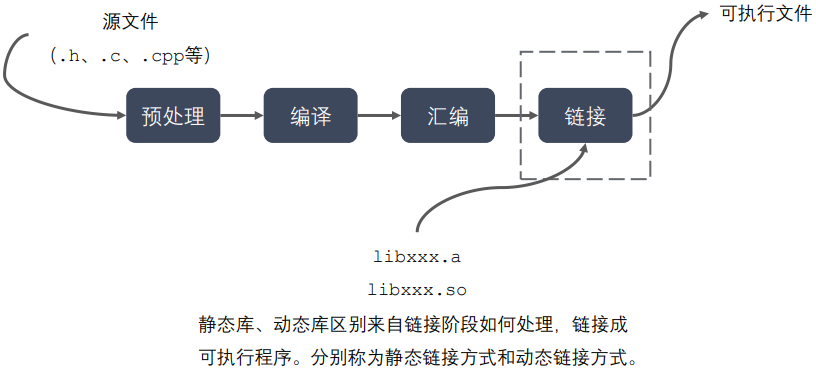 源文件
（.h、.c、.cpp等）
可执行文件
预处理
编译
汇编
链接
libxxx.a
libxxx.so
静态库、动态库区别来自链接阶段如何处理，链接成
可执行程序。分别称为静态链接方式和动态链接方式。